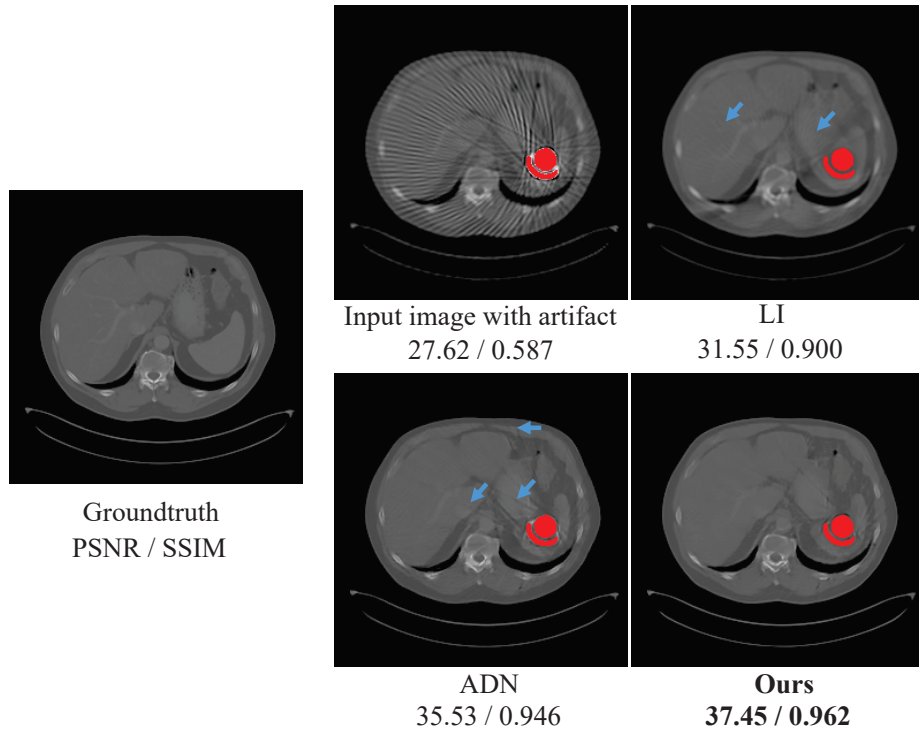 Groundtruth
PSNR / SSIM
Input image with artifact
27.62 / 0.587
LI
31.55 / 0.900
ADN
35.53 / 0.946
Ours
37.45 / 0.962